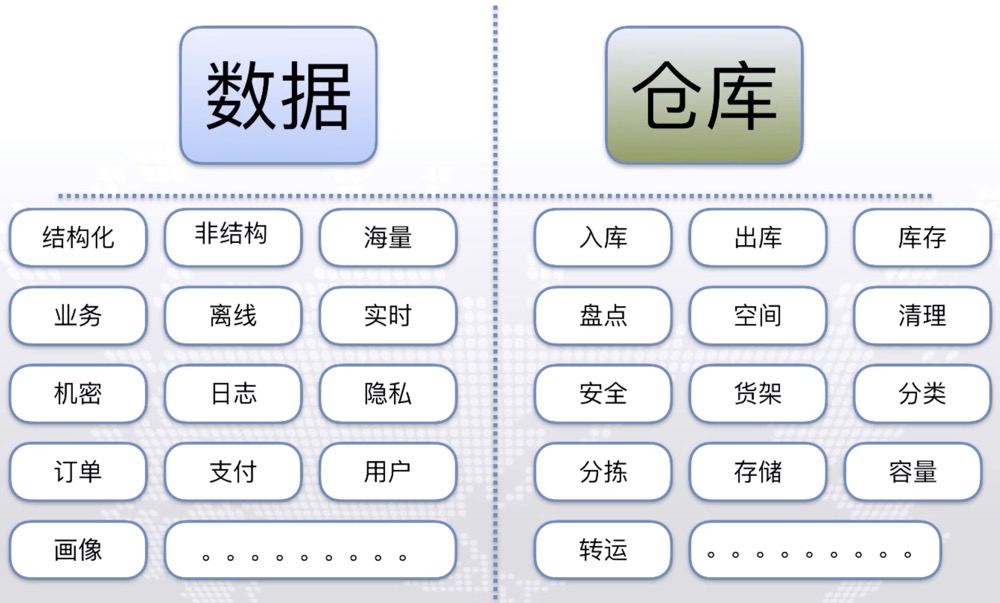 数据
仓库
结构化 非结构 海量
业务 离线 实时
机密 日志 隐私
订单 支付 用户
画像 。。。。。。。。。
入库 出库 库存
盘点 空间 清理
安全 货架 分类
分拣 存储 容量
转运 。。。。。。。。。